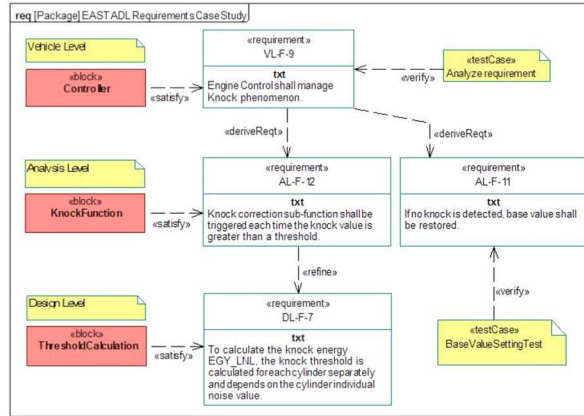 req [Package] EAST ADL Requirements Case Study
Vehicle Level
«block»
Controller
«satisfy»
«requirement»
VL-F-9
txt
Engine Control shall manage
Knock phenomenon.
«verify»
«testCase»
Analyze requirement
«deriveReqt»
«deriveReqt»
Analysis Level
«block»
KnockFunction
«satisfy»
«requirement»
AL-F-12
txt
Knock correction sub-function shall be
triggered each time the knock value is
greater than a threshold.
«requirement»
AL-F-11
txt
If no knock is detected, base value shall
be restored.
«refine»
«verify»
Design Level
«block»
ThresholdCalculation
«satisfy»
«requirement»
DL-F-7
txt
To calculate the knock energy
EGY_LNL, the knock threshold is
calculated foreach cylinder separately
and depends on the cylinder individual
noise value.
«testCase»
BaseValueSettingTest